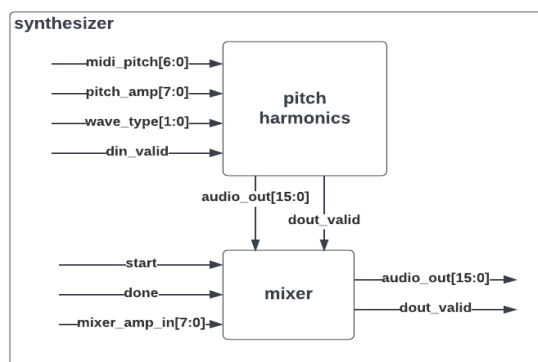 synthesizer
midi_pitch[6:0]
pitch_amp[7:0]
wave_type[1:0]
din_valid
pitch
harmonics
audio_out[15:0]
dout_valid
start
done
mixer_amp_in[7:0]
mixer
audio_out[15:0]
dout_valid